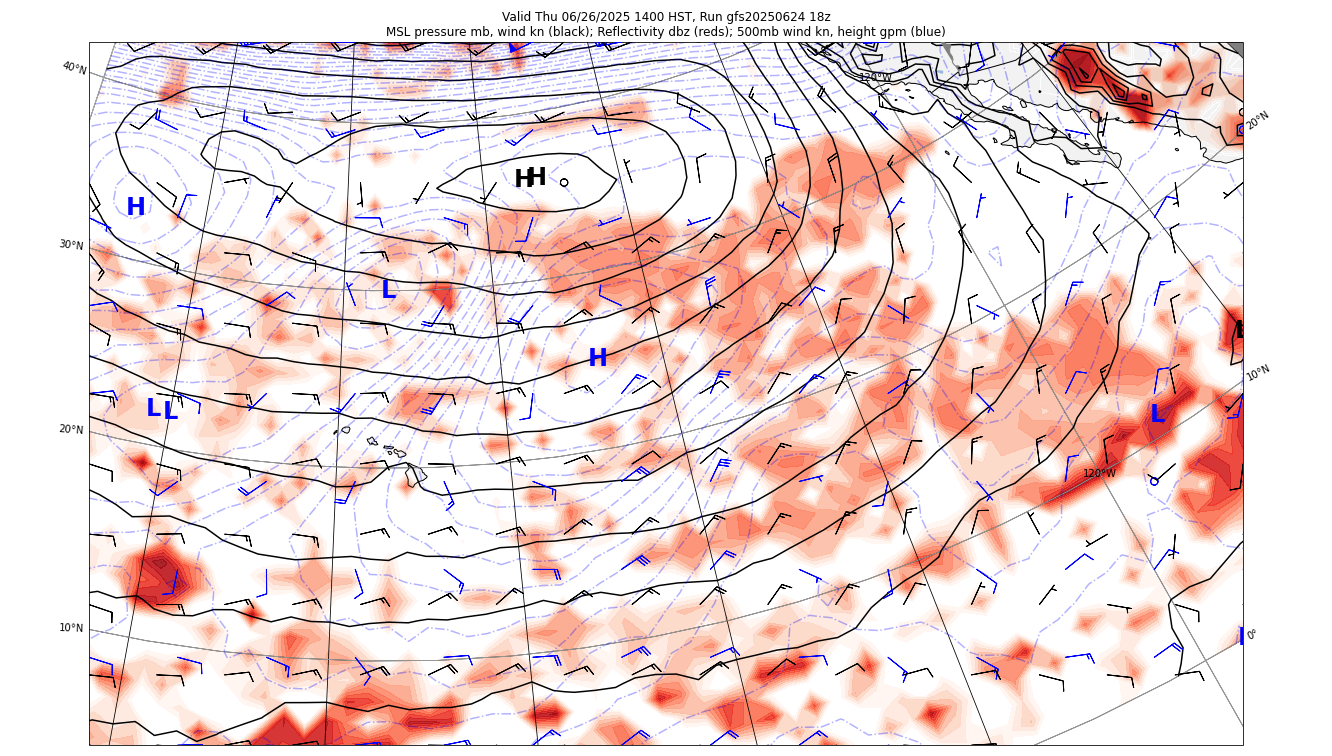 Valid Thu 06/26/2025 1400 HST, Run gfs20250624 18z
MSL pressure mb, wind kn (black); Reflectivity dbz (reds); 500mb wind kn, height gpm (blue)
40°N
120°W
20°N
H H
H
30°N
L
H
10°N
L L
L
20°N
120°W
10°N
0°